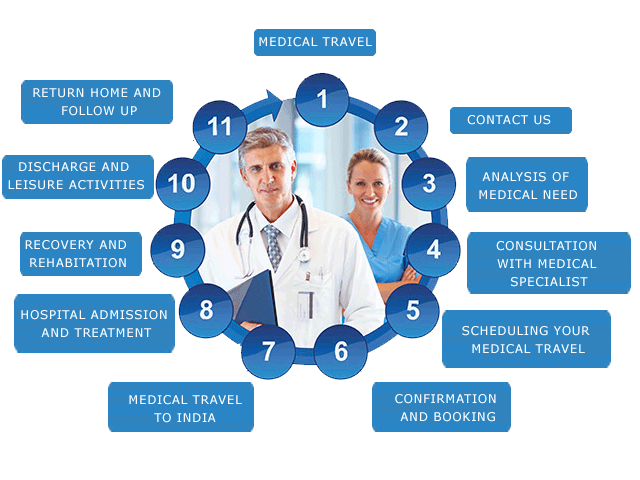 MEDICAL TRAVEL
1
2
CONTACT US
3
ANALYSIS OF
MEDICAL NEED
4
CONSULTATION
WITH MEDICAL
SPECIALIST
5
SCHEDULING YOUR
MEDICAL TRAVEL
6
CONFIRMATION
AND BOOKING
7
MEDICAL TRAVEL
TO INDIA
8
HOSPITAL ADMISSION
AND TREATMENT
9
RECOVERY AND
REHABITATION
10
DISCHARGE AND
LEISURE ACTIVITIES
11
RETURN HOME AND
FOLLOW UP